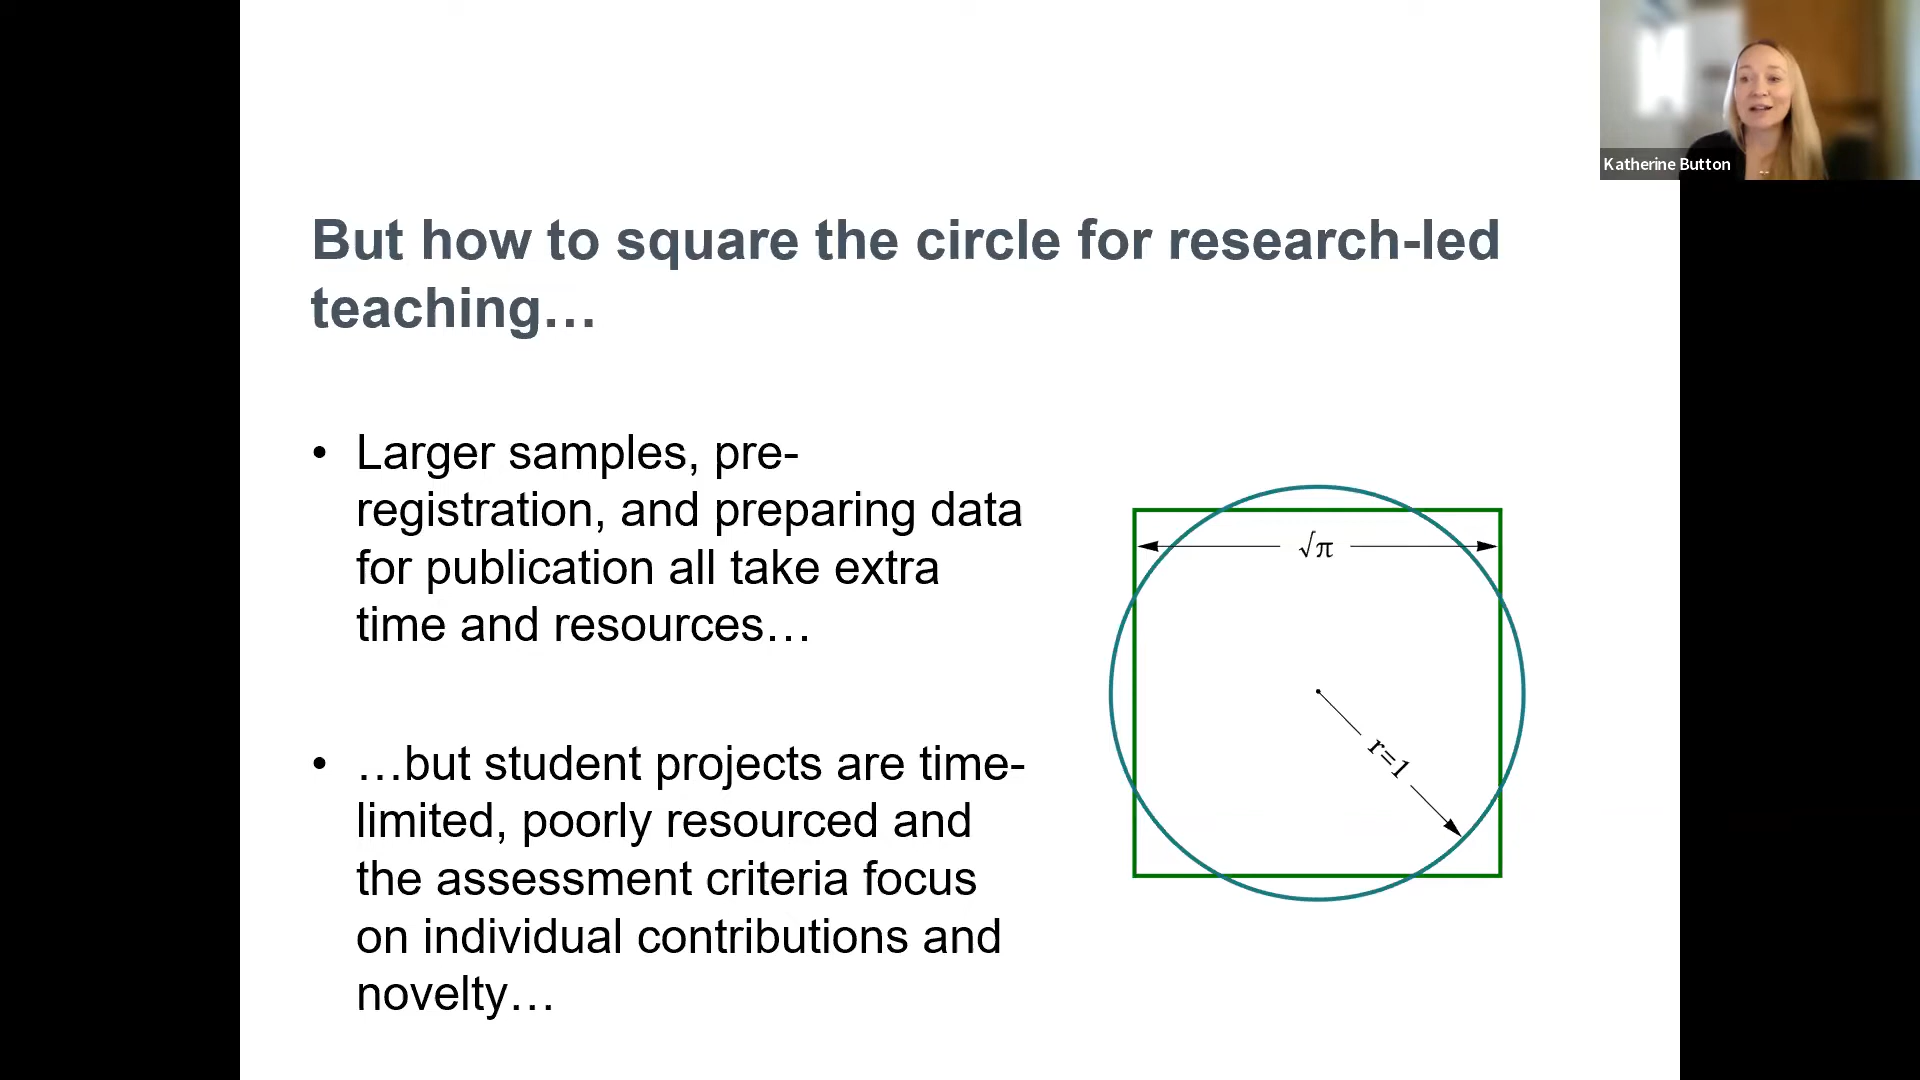 Katherine Button
But how to square the circle for research-led
teaching…
• Larger samples, pre-
registration, and preparing data
for publication all take extra
time and resources…
• …but student projects are time-
limited, poorly resourced and
the assessment criteria focus
on individual contributions and
novelty…
√π
r=1